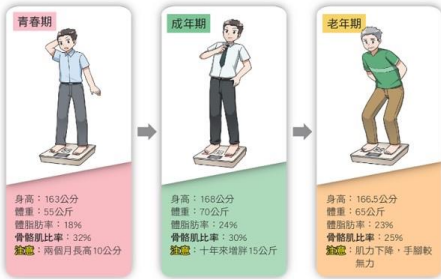 青春期
身高：163公分
體重：55公斤
體脂肪率：18%
骨骼肌比率：32%
注意：兩個月長高10公分
成年期
身高：168公分
體重：70公斤
體脂肪率：24%
骨骼肌比率：30%
注意：十年來增胖15公斤
老年期
身高：166.5公分
體重：65公斤
體脂肪率：23%
骨骼肌比率：25%
注意：肌力下降，手腳較
無力